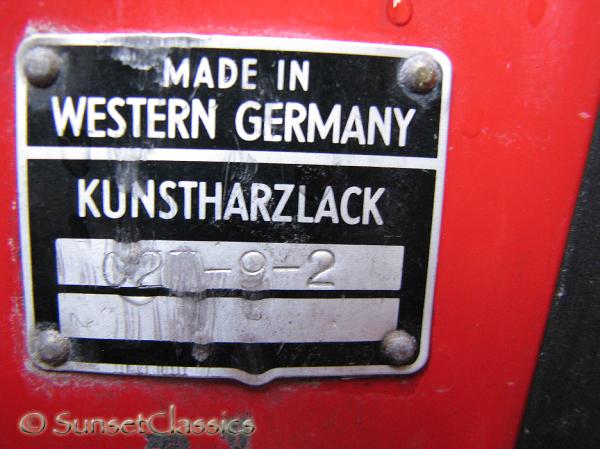 MADE IN
WESTERN GERMANY
KUNSTHARZLACK
© SunsetClassics